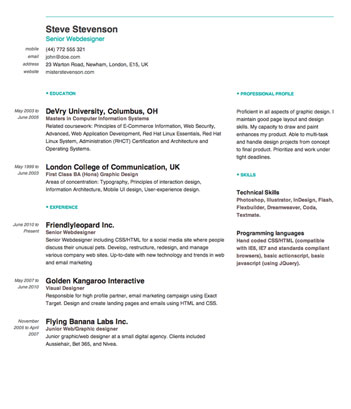 Steve Stevenson
Senior Webdesigner
mobile (44) 772 555 321
email john@doe.com
address 23 Warton Road, Newham, London, E15, UK
website misterstevenson.com
EDUCATION
May 2003 to June 2005
DeVry University, Columbus, OH
Masters in Computer Information Systems
Related coursework: Principles of E-Commerce Information, Web Security,
Advanced, Web Application Development, Red Hat Linux Essentials, Red Hat
Linux, System Administration (RHCT) Certification and Architecture and
Operating Systems.
May 1999 to June 2003
London College of Communication, UK
First Class BA (Hons) Graphic Design
Areas of concentration: Typography, Principles of interaction design,
Information Architecture, Mobile UI design, User-experience design.
EXPERIENCE
June 2010 to Present
Friendlyleopard Inc.
Senior Webdesigner
Senior Webdesigner including CSS/HTML for a social media site where people
discuss their unusual pets. Develop, restructure, redesign, and manage
various company web sites. Up-to-date with new technology and trends in web
and email marketing
May 2007 to June 2010
Golden Kangaroo Interactive
Visual Designer
Responsible for high profile partner, email marketing campaign using Exact
Target. Design and create landing pages and emails using HTML and CSS.
November 2005 to April 2007
Flying Banana Labs Inc.
Junior Web/Graphic designer
Junior graphic/web designer at a small digital agency. Clients included
Aussiehair, Bet 365, and Nivea.
PROFESSIONAL PROFILE
Proficient in all aspects of graphic design. I
maintain good page layout and design
skills. My capacity to draw and paint
enhances my product. Able to multi-task
and handle design projects from concept
to final product. Prioritize and work under
tight deadlines.
SKILLS
Technical Skills
Photoshop, Illustrator, InDesign, Flash,
Flexbuilder, Dreamweaver, Coda,
Textmate.
Programming languages
Hand coded CSS/HTML (compatible
with IE6, IE7 and standards compliant
browsers), basic actionscript, basic
javascript (using JQuery).